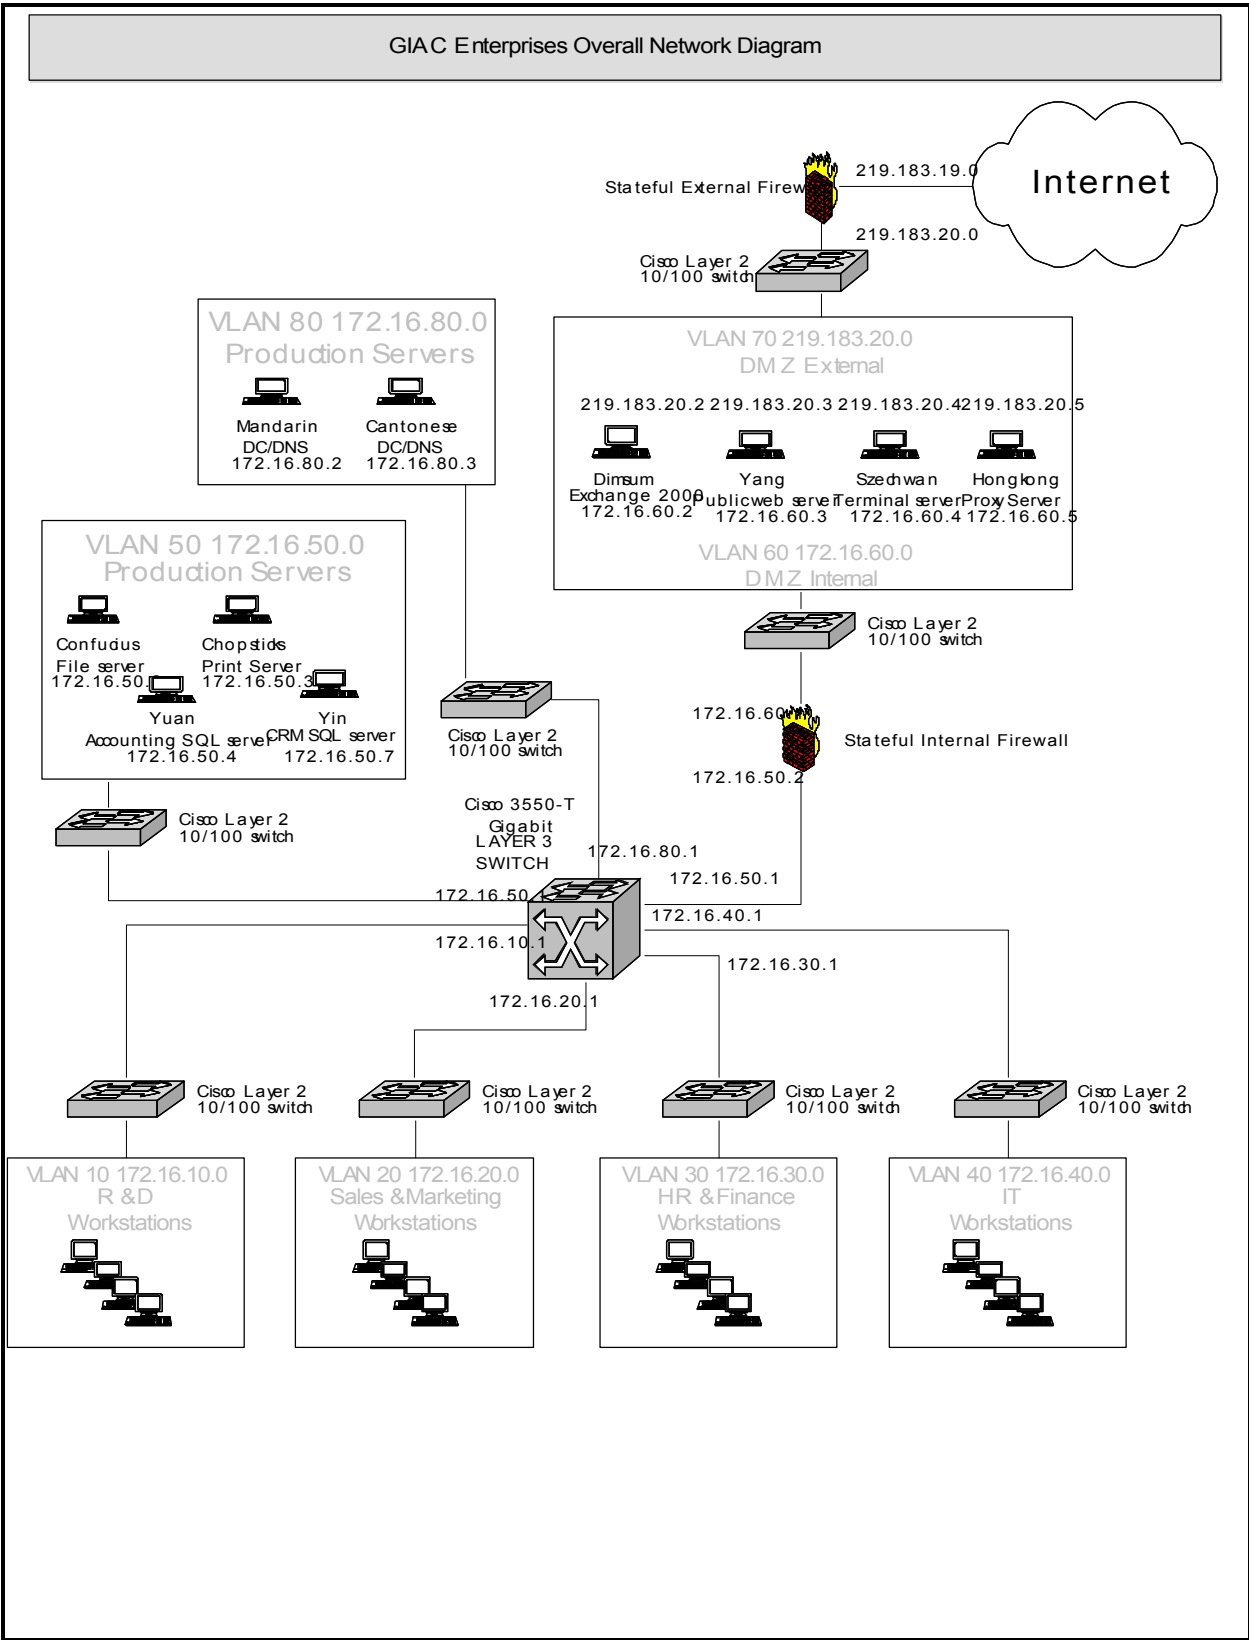 GIAC Enterprises Overall Network Diagram
Internet
219.183.19.0
Stateful External Firew
219.183.20.0
Cisco Layer 2
10/100 switch
VLAN 80 172.16.80.0
Production Servers
Mandarin
DC/DNS
172.16.80.2
Cantonese
DC/DNS
172.16.80.3
VLAN 70 219.183.20.0
DMZ External
219.183.20.2
219.183.20.3
219.183.20.4
219.183.20.5
Dimsum
Exchange 2000
172.16.60.2
Yang
Public web server
172.16.60.3
Szechwan
Terminal server
172.16.60.4
Hongkong
Proxy Server
172.16.60.5
VLAN 60 172.16.60.0
DMZ Internal
Cisco Layer 2
10/100 switch
VLAN 50 172.16.50.0
Production Servers
Confucius
File server
172.16.50.
Chopsticks
Print Server
172.16.50.3
Yuan
Accounting SQL server
172.16.50.4
Yin
CRM SQL server
172.16.50.7
Cisco Layer 2
10/100 switch
Cisco Layer 2
10/100 switch
172.16.60
Stateful Internal Firewall
172.16.50.2
Cisco 3550-T
Gigabit
LAYER 3
SWITCH
172.16.80.1
172.16.50.1
172.16.50.1
172.16.40.1
172.16.10.1
172.16.30.1
172.16.20.1
Cisco Layer 2
10/100 switch
Cisco Layer 2
10/100 switch
Cisco Layer 2
10/100 switch
Cisco Layer 2
10/100 switch
VLAN 10 172.16.10.0
R &D
Workstations
VLAN 20 172.16.20.0
Sales &Marketing
Workstations
VLAN 30 172.16.30.0
HR &Finance
Workstations
VLAN 40 172.16.40.0
IT
Workstations